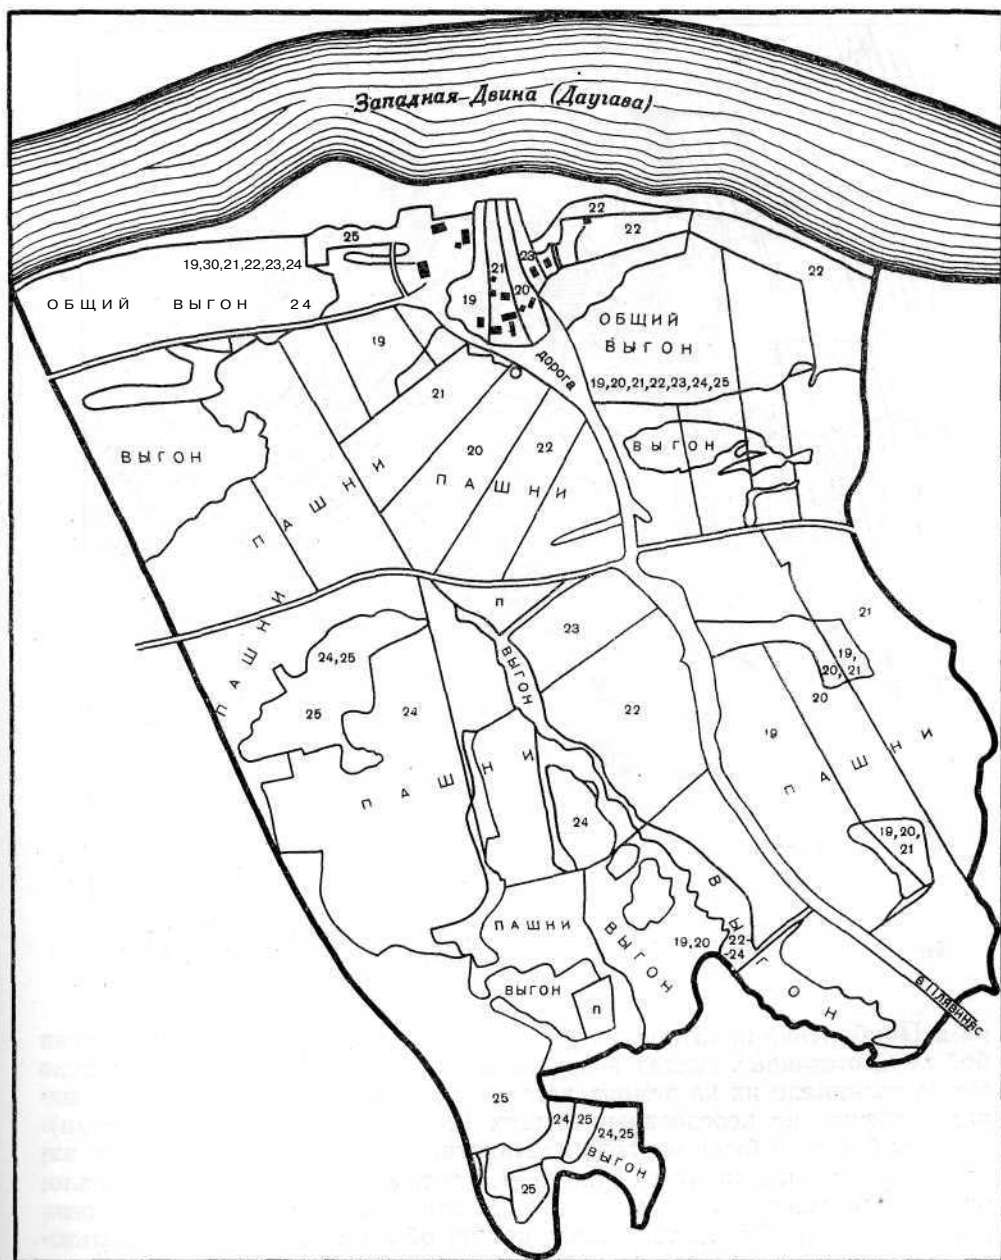 Западная-Двина (Даугава)
22
22
25
23
19,30,21,22,23,24
21
22
20
19
ОБЩИЙ ВЫГОН 24
ОБЩИЙ
ВЫГОН
19
дорога
19,20,21,22,23,24,25
21
ВЫГОН
20
22
ВЫГОН
ПАШНИ
ПАШНИ
ПАШНИ
П
21
23
24,25
ВЫГОН
19,
20,21
20
25
24
22
19
ПАШНИ
ПАШНИ
24
19,20,
21
ПАШНИ
ВЫГОН
19,20
22-
-24
ВЫГОН
ВЫГОН
П
в Плявинас
25
24
25
24,25
ВЫГОН
25